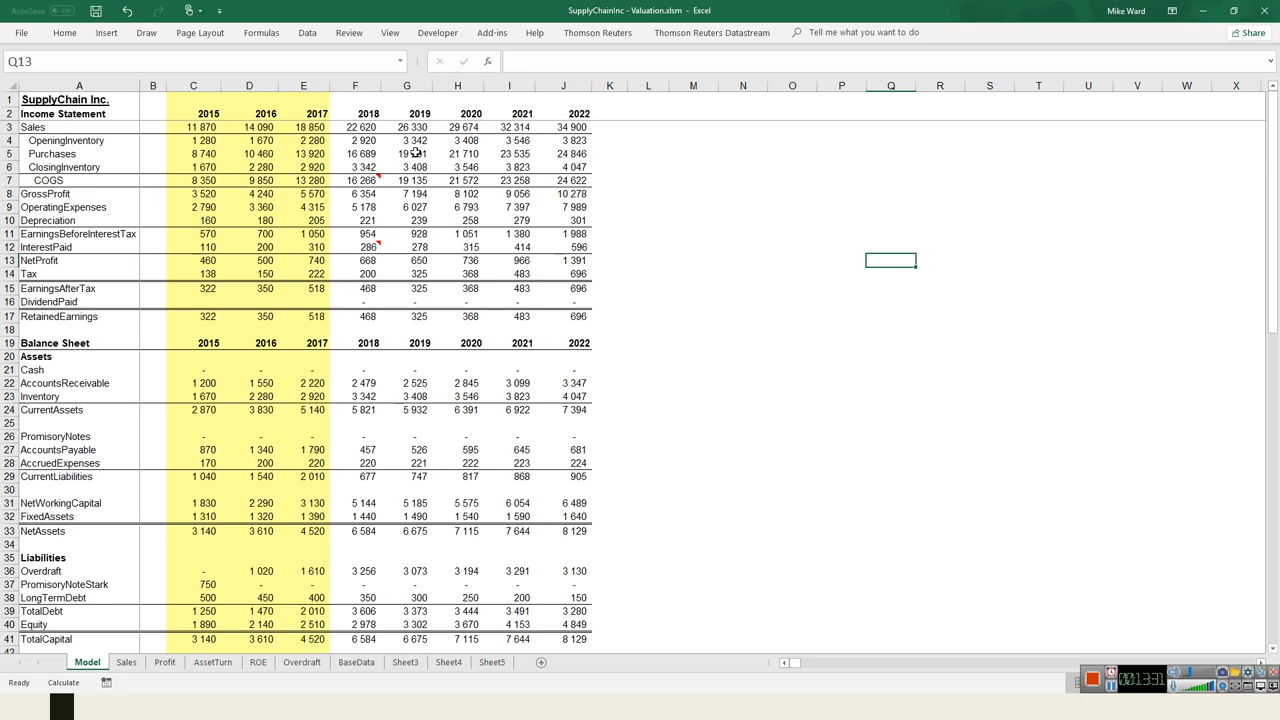 AutoSave Off SupplyChainInc - Valuation.xlsm - Excel Mike Ward
File Home Insert Draw Page Layout Formulas Data Review View Developer Add-ins Help Thomson Reuters Thomson Reuters Datastream Tell me what you want to do Share
Q13 fx
A B C D E F G H I J K L M N O P Q R S T U V W X
1 SupplyChain Inc.
2 Income Statement 2015 2016 2017 2018 2019 2020 2021 2022
3 Sales 11 870 14 090 18 850 22 620 26 330 29 674 32 314 34 900
4 OpeningInventory 1 280 1 670 2 280 2 920 3 342 3 408 3 546 3 823
5 Purchases 8 740 10 460 13 920 16 689 21 710 23 535 24 846
6 ClosingInventory 1 670 2 280 2 920 3 342 3 408 3 546 3 823 4 047
7 COGS 8 350 9 850 13 280 16 266 19 135 21 572 23 258 24 622
8 GrossProfit 3 520 4 240 5 570 6 354 7 194 8 102 9 056 10 278
9 OperatingExpenses 2 790 3 360 4 315 5 178 6 027 6 793 7 397 7 989
10 Depreciation 160 180 205 221 239 258 279 301
11 EarningsBeforeInterestTax 570 700 1 050 954 928 1 051 1 380 1 988
12 InterestPaid 110 200 310 286 278 315 414 596
13 NetProfit 460 500 740 668 650 736 966 1 391
14 Tax 138 150 222 200 325 368 483 696
15 EarningsAfterTax 322 350 518 468 325 368 483 696
16 DividendPaid - - - - -
17 RetainedEarnings 322 350 518 468 325 368 483 696
18
19 Balance Sheet 2015 2016 2017 2018 2019 2020 2021 2022
20 Assets
21 Cash - - - - - - - -
22 AccountsReceivable 1 200 1 550 2 220 2 479 2 525 2 845 3 099 3 347
23 Inventory 1 670 2 280 2 920 3 342 3 408 3 546 3 823 4 047
24 CurrentAssets 2 870 3 830 5 140 5 821 5 932 6 391 6 922 7 394
25
26 PromisoryNotes - - - - - - - -
27 AccountsPayable 870 1 340 1 790 457 526 595 645 681
28 AccruedExpenses 170 200 220 220 221 222 223 224
29 CurrentLiabilities 1 040 1 540 2 010 677 747 817 868 905
30
31 NetWorkingCapital 1 830 2 290 3 130 5 144 5 185 5 575 6 054 6 489
32 FixedAssets 1 310 1 320 1 390 1 440 1 490 1 540 1 590 1 640
33 NetAssets 3 140 3 610 4 520 6 584 6 675 7 115 7 644 8 129
34
35 Liabilities
36 Overdraft - 1 020 1 610 3 256 3 073 3 194 3 291 3 130
37 PromisoryNoteStark 750 - - - - - - -
38 LongTermDebt 500 450 400 350 300 250 200 150
39 TotalDebt 1 250 1 470 2 010 3 606 3 373 3 444 3 491 3 280
40 Equity 1 890 2 140 2 510 2 978 3 302 3 670 4 153 4 849
41 TotalCapital 3 140 3 610 4 520 6 584 6 675 7 115 7 644 8 129
42
Model Sales Profit AssetTurn ROE Overdraft BaseData Sheet3 Sheet4 Sheet5
Ready Calculate